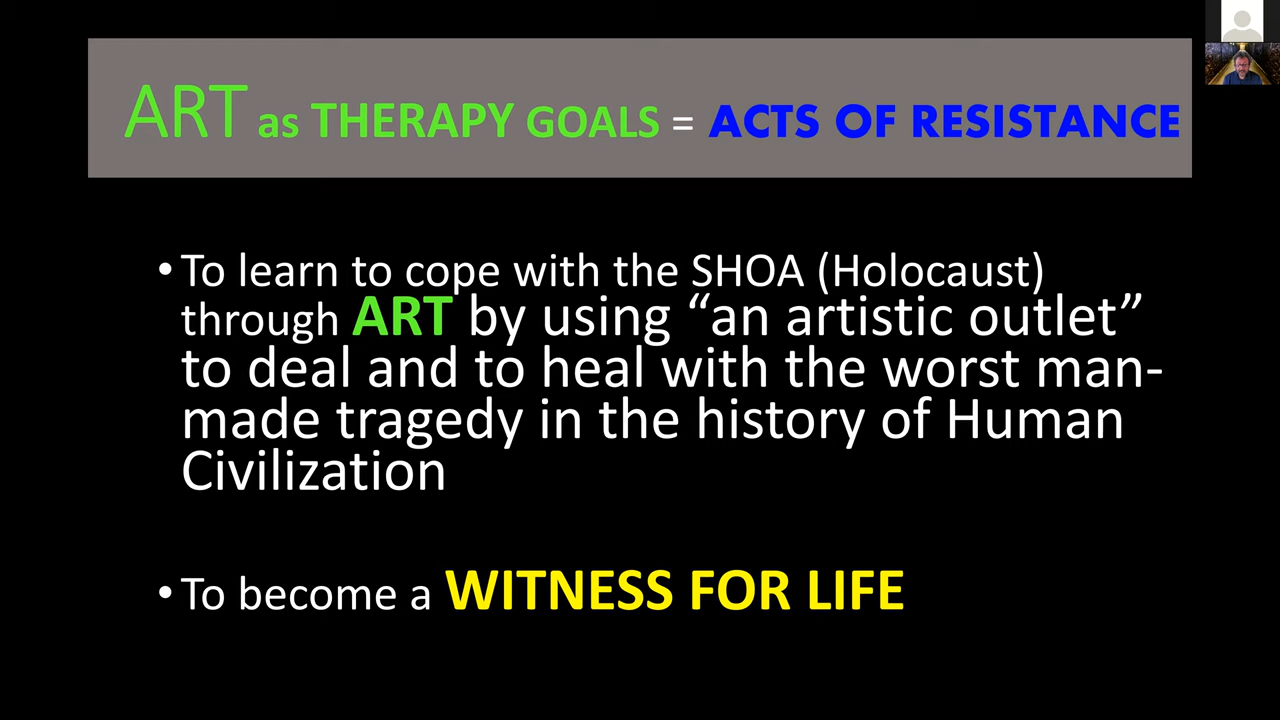 ART as THERAPY GOALS = ACTS OF RESISTANCE
• To learn to cope with the SHOA (Holocaust)
through ART by using “an artistic outlet”
to deal and to heal with the worst man-
made tragedy in the history of Human
Civilization
• To become a WITNESS FOR LIFE